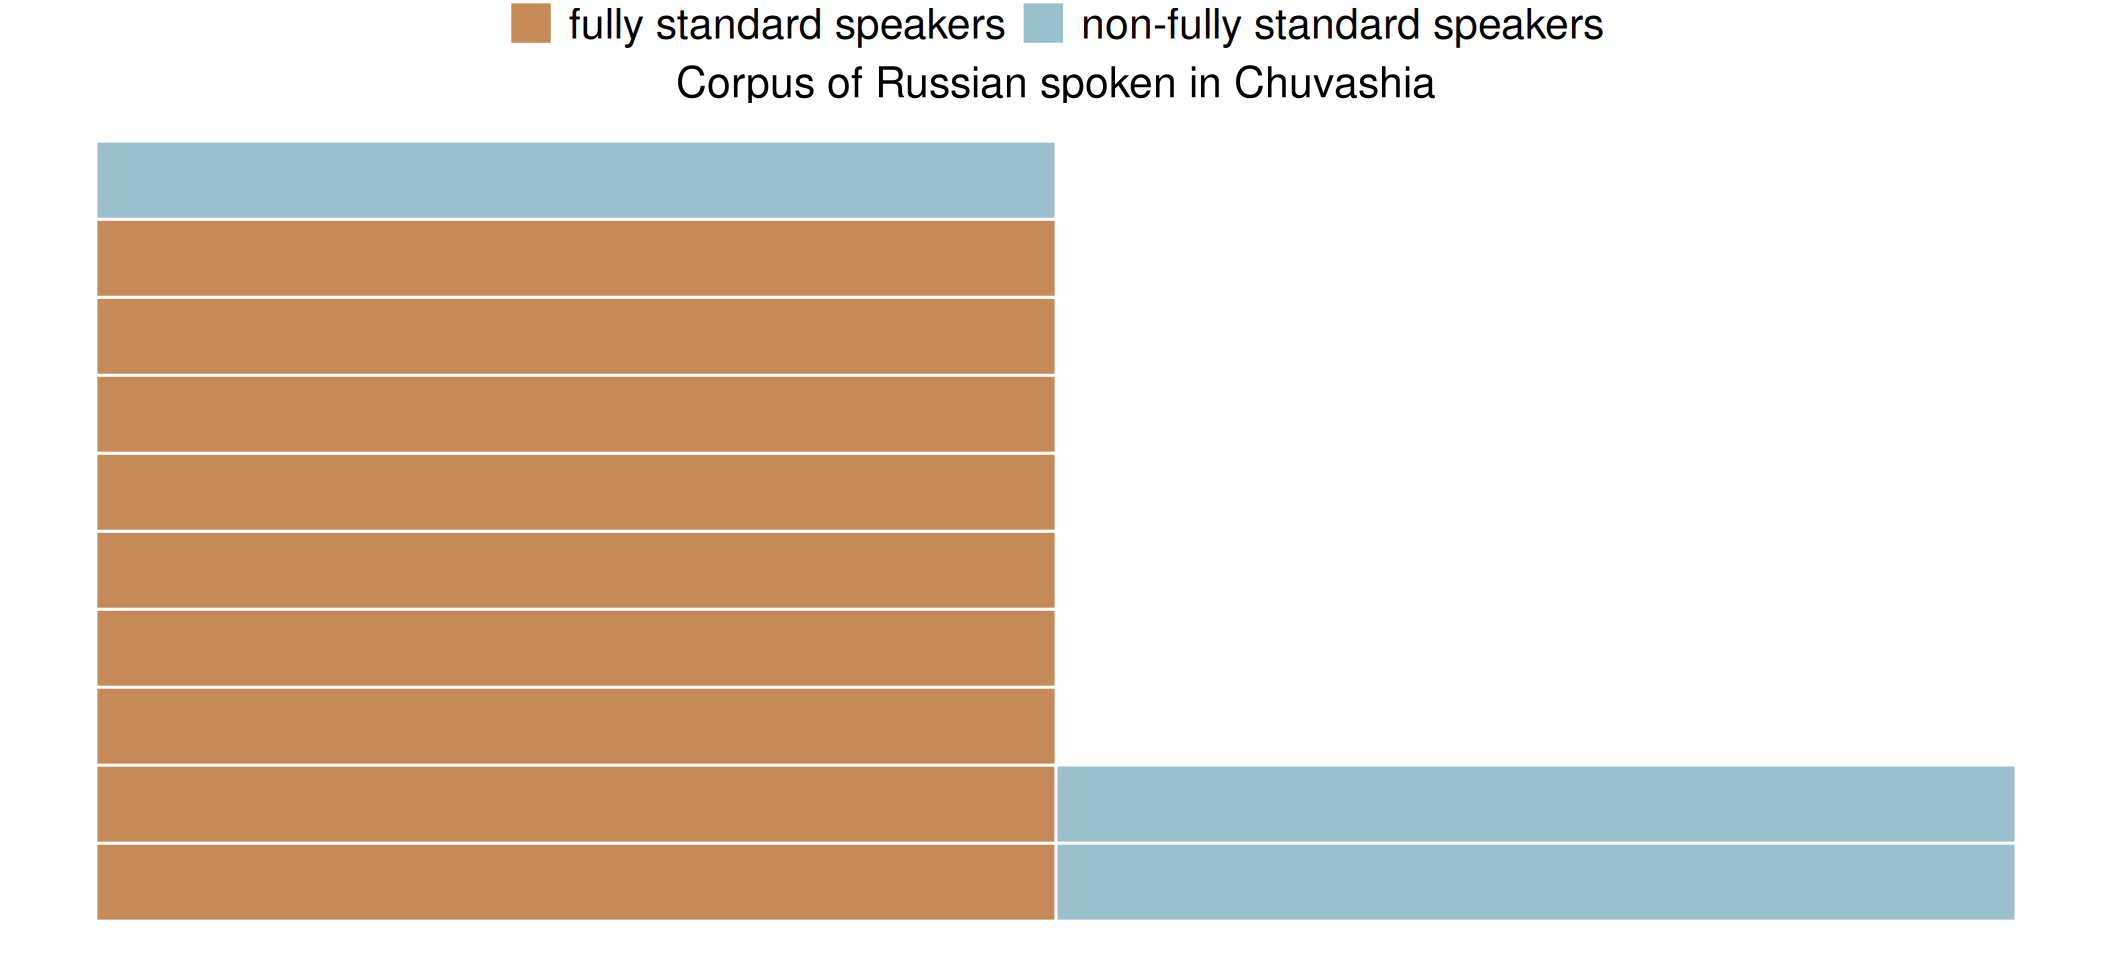 fully standard speakers non-fully standard speakers
Corpus of Russian spoken in Chuvashia